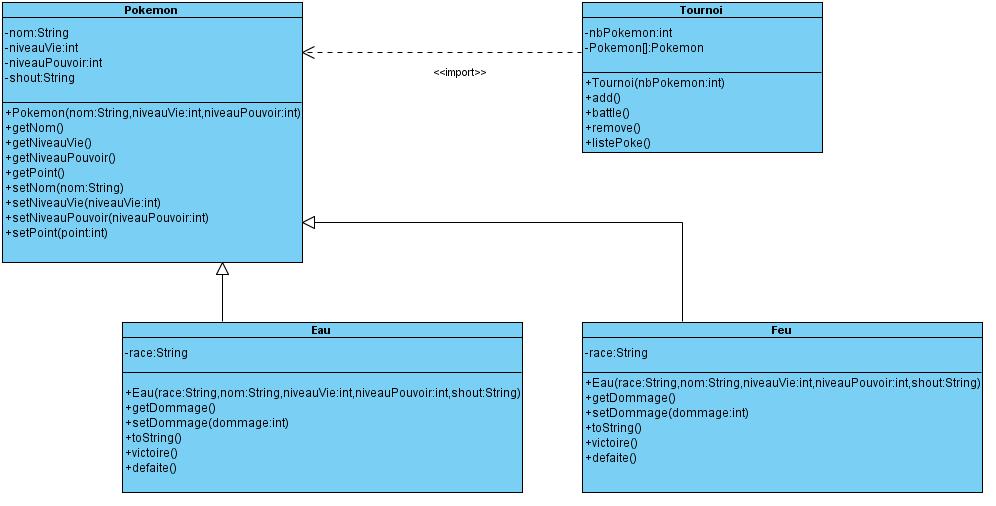 Pokemon
-nom:String
-niveauVie:int
-niveauPouvoir:int
-shout:String
+Pokemon(nom:String,niveauVie:int,niveauPouvoir:int)
+getNom()
+getNiveauVie()
+getNiveauPouvoir()
+getPoint()
+setNom(nom:String)
+setNiveauVie(niveauVie:int)
+setNiveauPouvoir(niveauPouvoir:int)
+setPoint(point:int)
<<import>>
Tournoi
-nbPokemon:int
-Pokemon[]:Pokemon
+Tournoi(nbPokemon:int)
+add()
+battle()
+remove()
+listePoke()
Eau
-race:String
+Eau(race:String,nom:String,niveauVie:int,niveauPouvoir:int,shout:String)
+getDommage()
+setDommage(dommage:int)
+toString()
+victoire()
+defaite()
Feu
-race:String
+Eau(race:String,nom:String,niveauVie:int,niveauPouvoir:int,shout:String)
+getDommage()
+setDommage(dommage:int)
+toString()
+victoire()
+defaite()